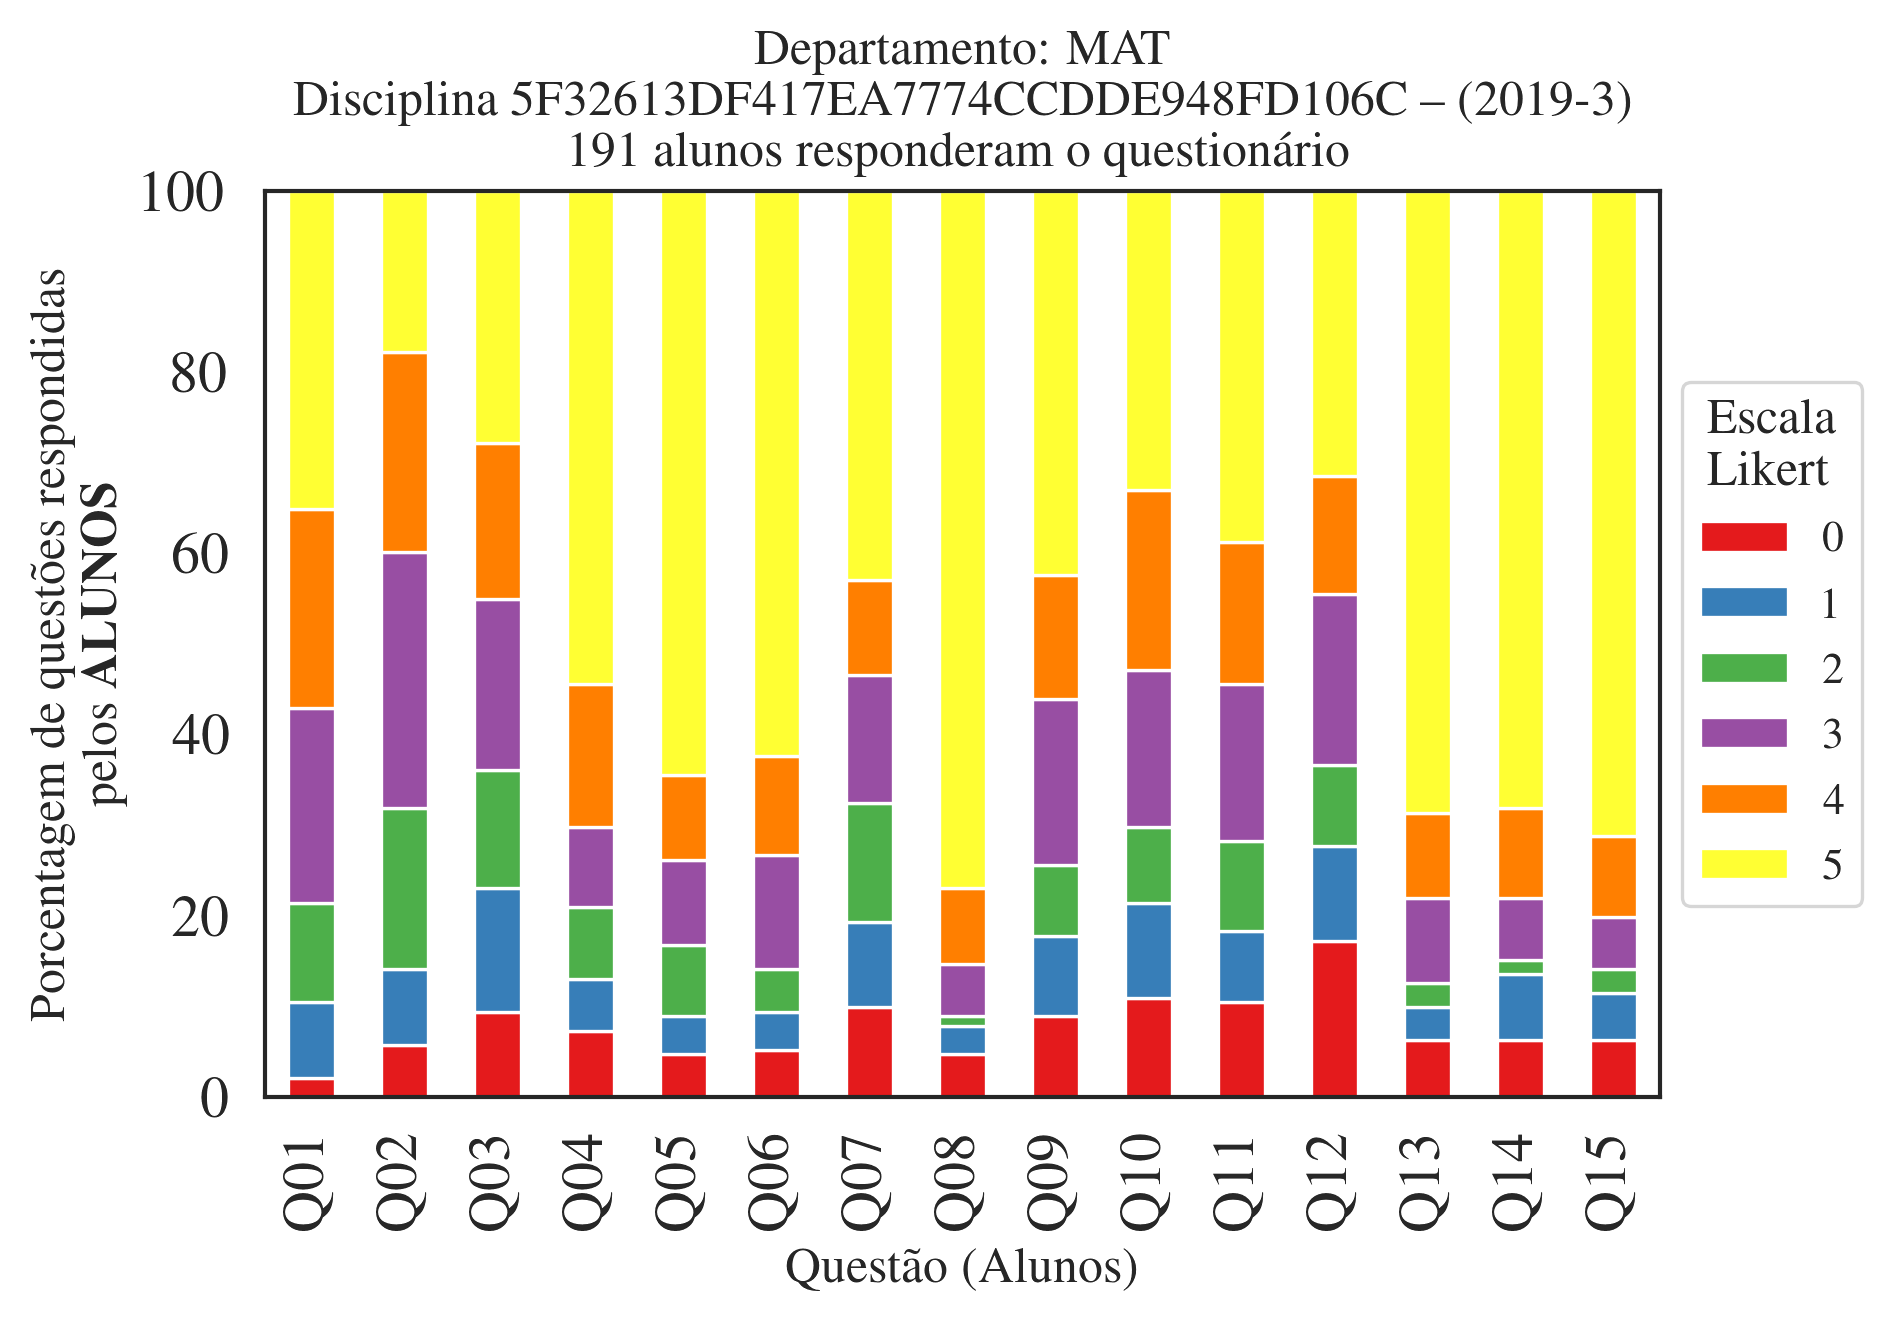 Departamento: MAT
Disciplina 5F32613DF417EA7774CCDDE948FD106C – (2019-3)
191 alunos responderam o questionário
Porcentagem de questões respondidas
pelos ALUNOS
100
80
60
40
20
0
Q01
Q02
Q03
Q04
Q05
Q06
Q07
Q08
Q09
Q10
Q11
Q12
Q13
Q14
Q15
Questão (Alunos)
Escala
Likert
0
1
2
3
4
5